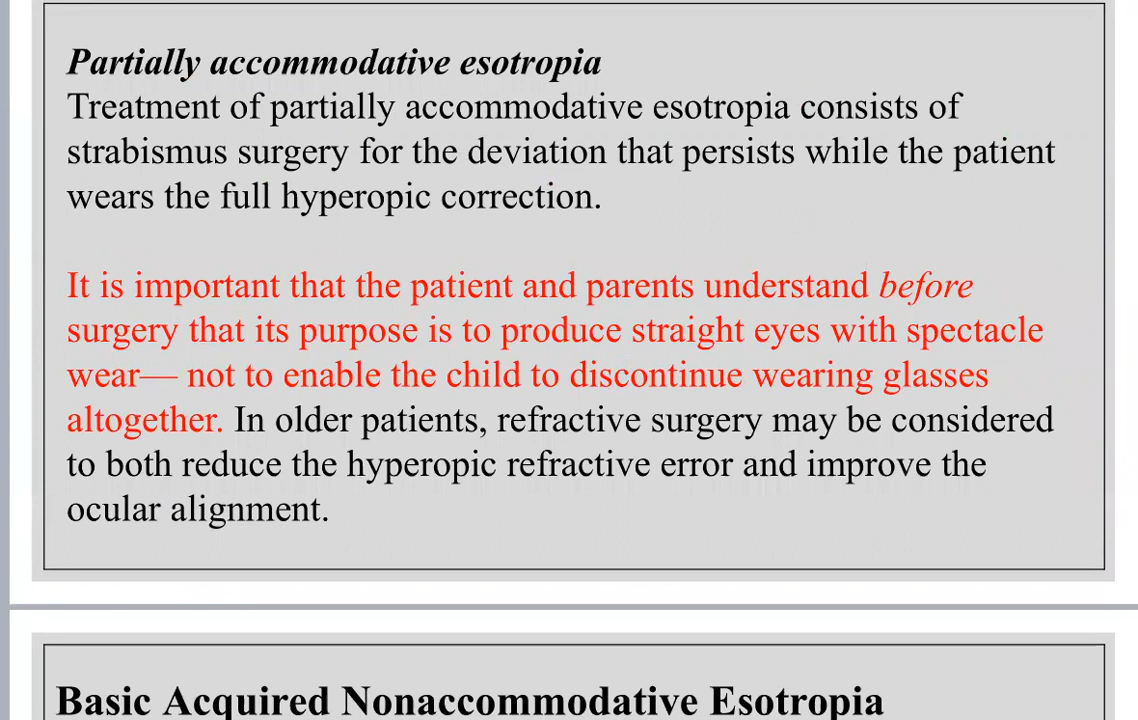 Partially accommodative esotropia
Treatment of partially accommodative esotropia consists of
strabismus surgery for the deviation that persists while the patient
wears the full hyperopic correction.
It is important that the patient and parents understand before
surgery that its purpose is to produce straight eyes with spectacle
wear— not to enable the child to discontinue wearing glasses
altogether. In older patients, refractive surgery may be considered
to both reduce the hyperopic refractive error and improve the
ocular alignment.
Basic Acquired Nonaccommodative Esotropia